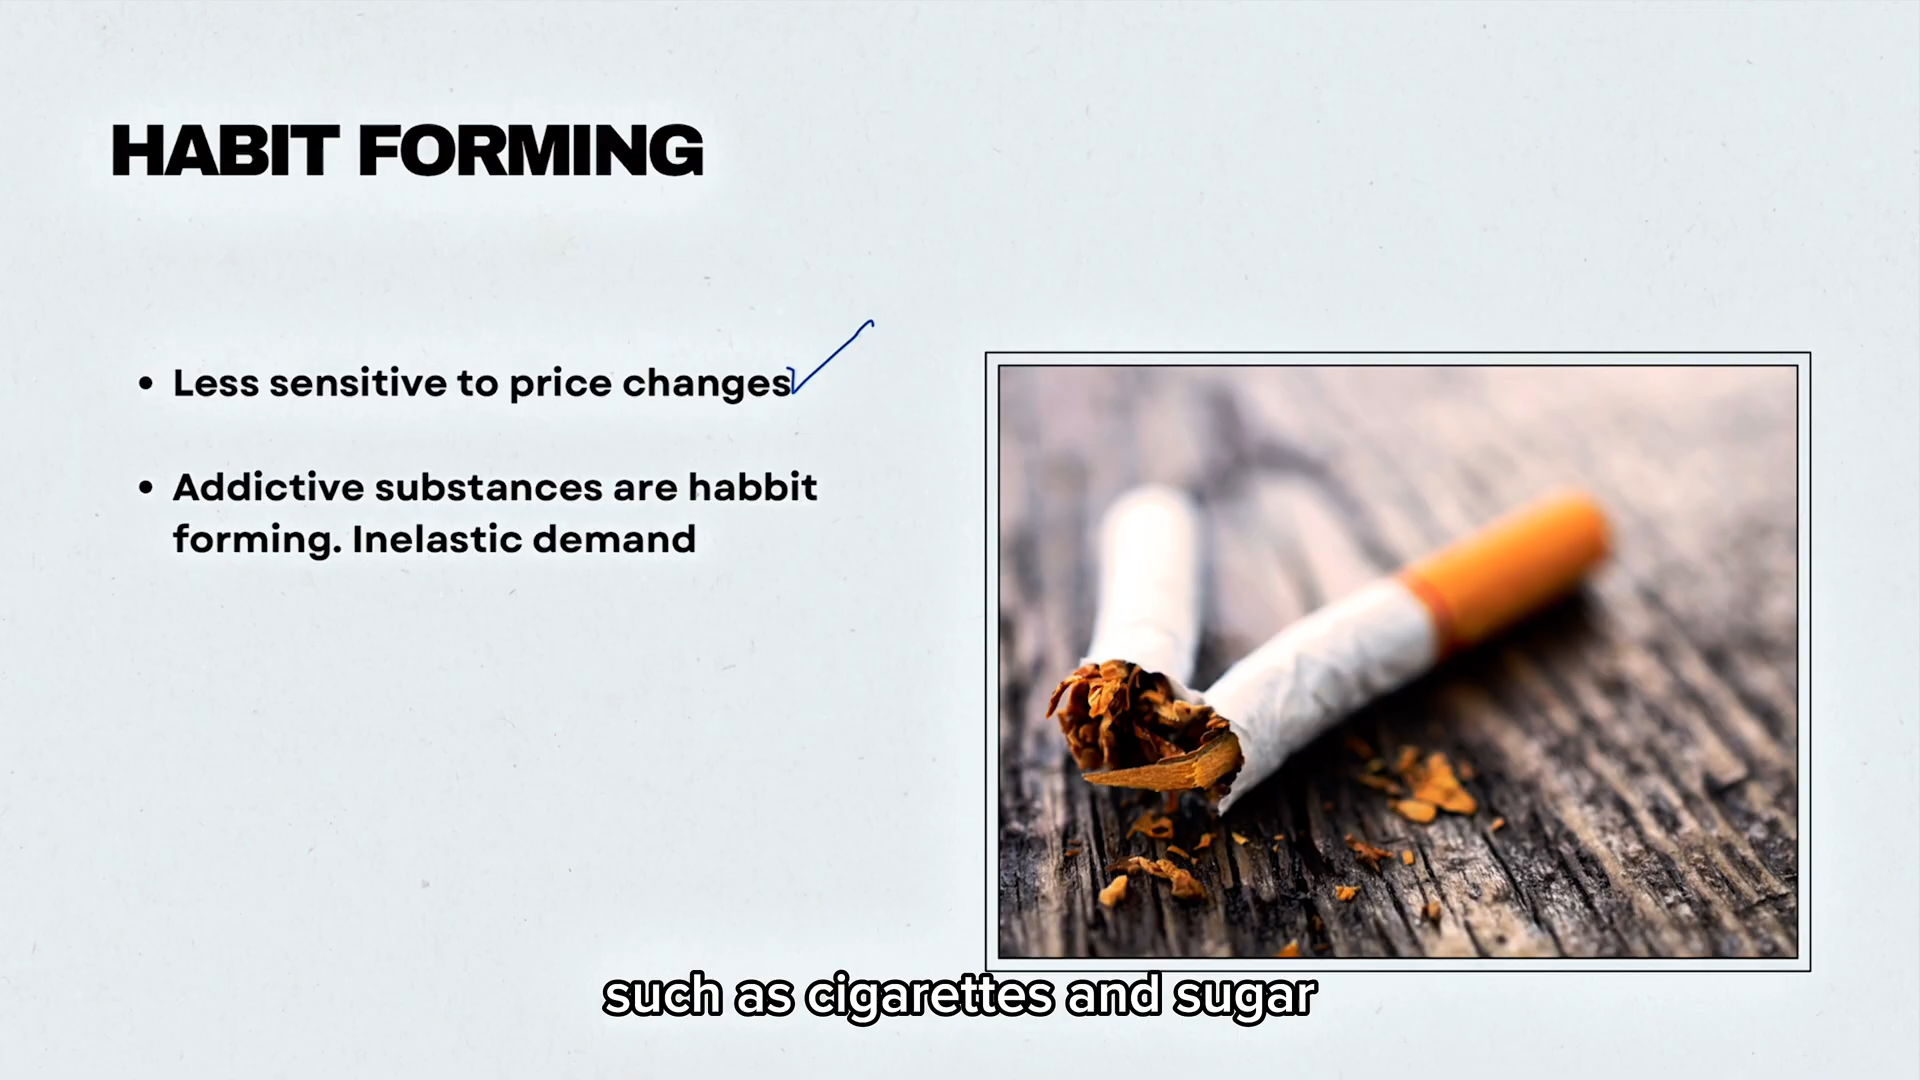 HABIT FORMING
• Less sensitive to price changes
• Addictive substances are habbit
forming. Inelastic demand
such as cigarettes and sugar